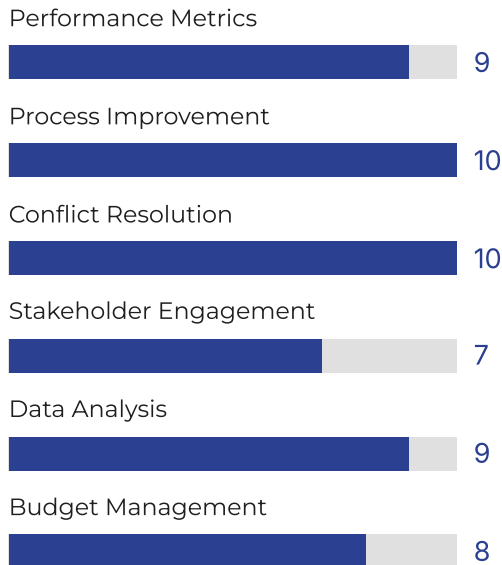 Performance Metrics
9
Process Improvement
10
Conflict Resolution
10
Stakeholder Engagement
7
Data Analysis
9
Budget Management
8